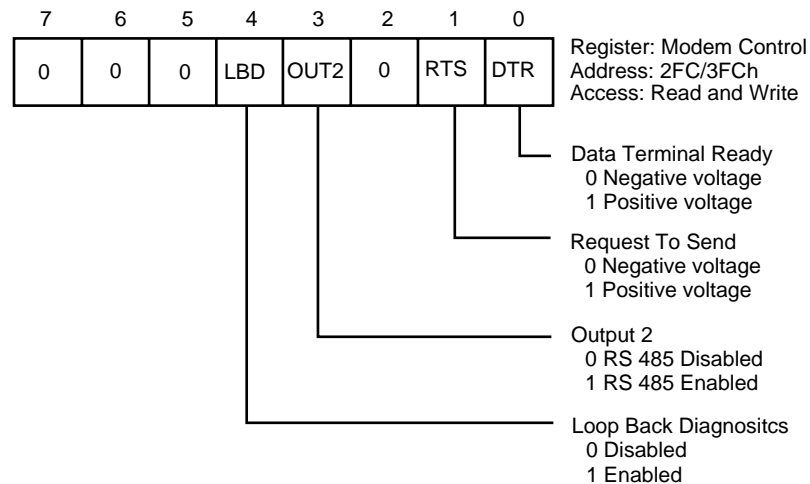 7 6 5 4 3 2 1 0
0 0 0 LBD OUT2 0 RTS DTR
Register: Modem Control
Address: 2FC/3FCh
Access: Read and Write
Data Terminal Ready
0 Negative voltage
1 Positive voltage
Request To Send
0 Negative voltage
1 Positive voltage
Output 2
0 RS 485 Disabled
1 RS 485 Enabled
Loop Back Diagnositcs
0 Disabled
1 Enabled